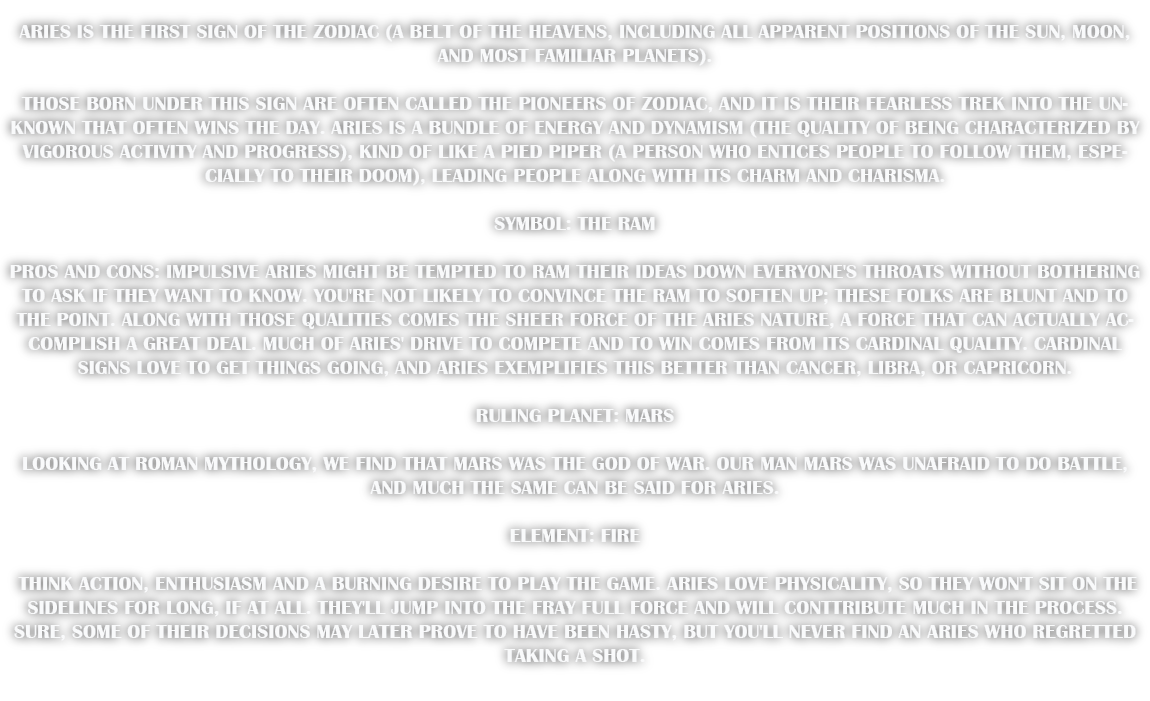 ARIES IS THE FIRST SIGN OF THE ZODIAC (A BELT OF THE HEAVENS, INCLUDING ALL APPARENT POSITIONS OF THE SUN, MOON,
AND MOST FAMILIAR PLANETS).
THOSE BORN UNDER THIS SIGN ARE OFTEN CALLED THE PIONEERS OF ZODIAC, AND IT IS THEIR FEARLESS TREK INTO THE UN-
KNOWN THAT OFTEN WINS THE DAY. ARIES IS A BUNDLE OF ENERGY AND DYNAMISM (THE QUALITY OF BEING CHARACTERIZED BY
VIGOROUS ACTIVITY AND PROGRESS), KIND OF LIKE A PIED PIPER (A PERSON WHO ENTICES PEOPLE TO FOLLOW THEM, ESPE-
CIALLY TO THEIR DOOM), LEADING PEOPLE ALONG WITH ITS CHARM AND CHARISMA.
SYMBOL: THE RAM
PROS AND CONS: IMPULSIVE ARIES MIGHT BE TEMPTED TO RAM THEIR IDEAS DOWN EVERYONE'S THROATS WITHOUT BOTHERING
TO ASK IF THEY WANT TO KNOW. YOU'RE NOT LIKELY TO CONVINCE THE RAM TO SOFTEN UP; THESE FOLKS ARE BLUNT AND TO
THE POINT. ALONG WITH THOSE QUALITIES COMES THE SHEER FORCE OF THE ARIES NATURE, A FORCE THAT CAN ACTUALLY AC-
COMPLISH A GREAT DEAL. MUCH OF ARIES' DRIVE TO COMPETE AND TO WIN COMES FROM ITS CARDINAL QUALITY. CARDINAL
SIGNS LOVE TO GET THINGS GOING, AND ARIES EXEMPLIFIES THIS BETTER THAN CANCER, LIBRA, OR CAPRICORN.
RULING PLANET: MARS
LOOKING AT ROMAN MYTHOLOGY, WE FIND THAT MARS WAS THE GOD OF WAR. OUR MAN MARS WAS UNAFRAID TO DO BATTLE,
AND MUCH THE SAME CAN BE SAID FOR ARIES.
ELEMENT: FIRE
THINK ACTION, ENTHUSIASM AND A BURNING DESIRE TO PLAY THE GAME. ARIES LOVE PHYSICALITY, SO THEY WON'T SIT ON THE
SIDELINES FOR LONG, IF AT ALL. THEY'LL JUMP INTO THE FRAY FULL FORCE AND WILL CONTTRIBUTE MUCH IN THE PROCESS.
SURE, SOME OF THEIR DECISIONS MAY LATER PROVE TO HAVE BEEN HASTY, BUT YOU'LL NEVER FIND AN ARIES WHO REGRETTED
TAKING A SHOT.